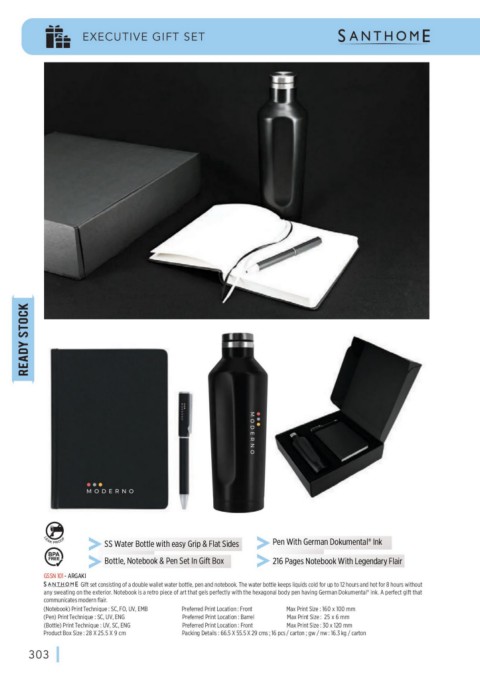 EXECUTIVE GIFT SET
SANTHOME
READY STOCK
MODERNO
MODERNO
LEAK PROOF
BPA FREE
SS Water Bottle with easy Grip & Flat Sides
Pen With German Dokumental® Ink
Bottle, Notebook & Pen Set In Gift Box
216 Pages Notebook With Legendary Flair
GSSN 101 - ARGAKI
SANTHOME Gift set consisting of a double wallet water bottle, pen and notebook. The water bottle keeps liquids cold for up to 12 hours and hot for 8 hours without
any sweating on the exterior. Notebook is a retro piece of art that gels perfectly with the hexagonal body pen having German Dokumental® ink. A perfect gift that
communicates modern flair.
(Notebook) Print Technique : SC, FO, UV, EMB Preferred Print Location : Front Max Print Size : 160 x 100 mm
(Pen) Print Technique : SC, UV, ENG Preferred Print Location : Barrel Max Print Size : 25 x 6 mm
(Bottle) Print Technique : UV, SC, ENG Preferred Print Location : Front Max Print Size : 30 x 120 mm
Product Box Size : 28 X 25.5 X 9 cm Packing Details : 66.5 X 55.5 X 29 cms ; 16 pcs / carton ; gw / nw : 16.3 kg / carton
303